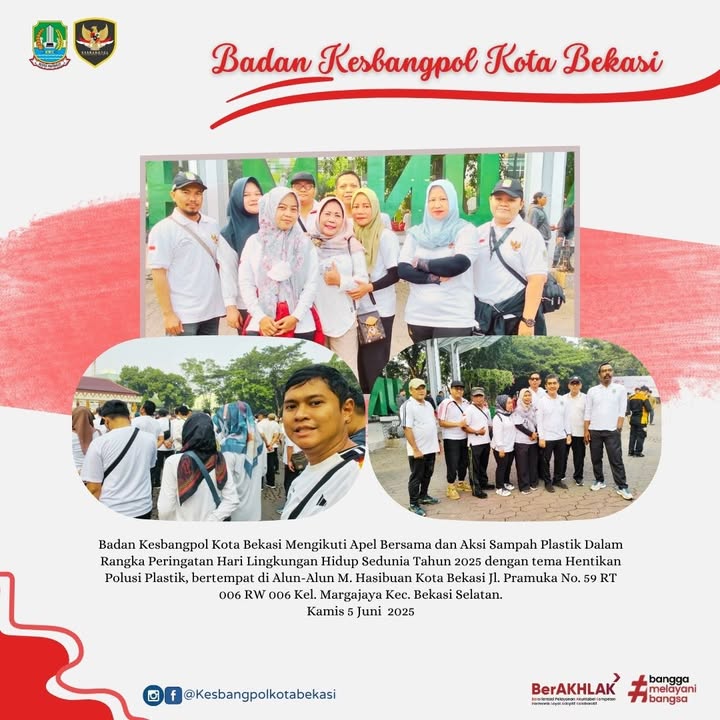 Badan Kesbangpol Kota Bekasi
Badan Kesbangpol Kota Bekasi Mengikuti Apel Bersama dan Aksi Sampah Plastik Dalam
Rangka Peringatan Hari Lingkungan Hidup Sedunia Tahun 2025 dengan tema Hentikan
Polusi Plastik, bertempat di Alun-Alun M. Hasibuan Kota Bekasi Jl. Pramuka No. 59 RT
006 RW 006 Kel. Margajaya Kec. Bekasi Selatan.
Kamis 5 Juni 2025
@Kesbangpolkotabekasi
BerAKHLAK
#bangga
melayani
bangsa